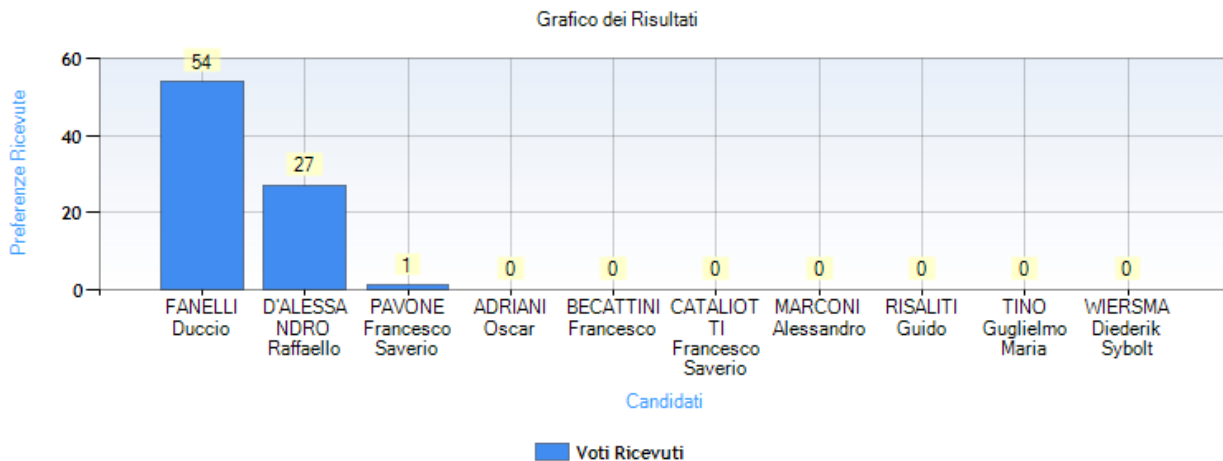 Grafico dei Risultati
Preferenze Ricevute
60
40
20
0
54
27
1
0
0
0
0
0
0
0
FANELLI
Duccio
D'ALESSA
NDRO
Raffaello
PAVONE
Francesco
Saverio
ADRIANI
Oscar
BECATTINI
Francesco
CATALIOT
TI
Francesco
Saverio
MARCONI
Alessandro
RISALITI
Guido
TINO
Guglielmo
Maria
WIERSMA
Diederik
Sybolt
Candidati
Voti Ricevuti